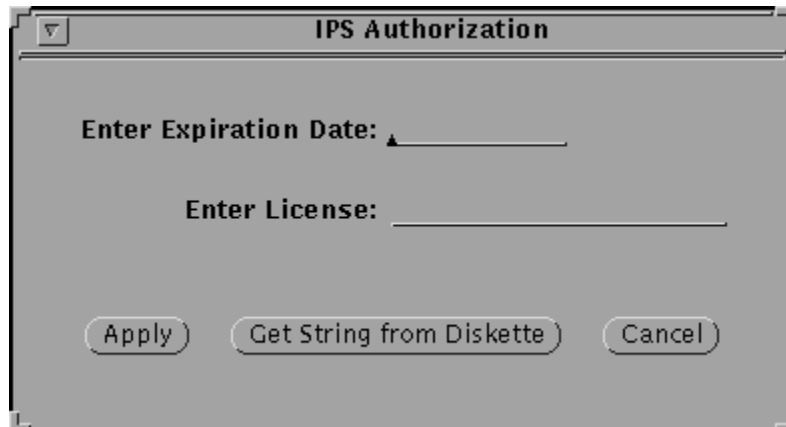 IPS Authorization
Enter Expiration Date:
Enter License:
Apply Get String from Diskette Cancel